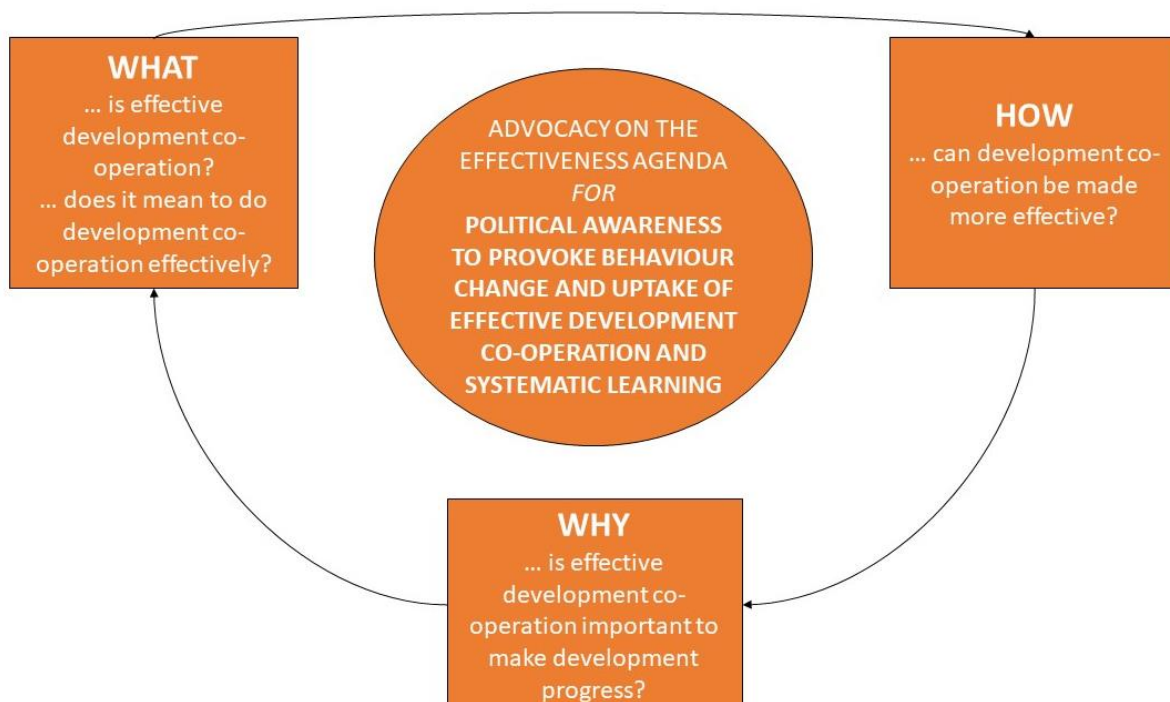 WHAT
... is effective
development co-
operation?
... does it mean to do
development co-
operation effectively?
ADVOCACY ON THE
EFFECTIVENESS AGENDA
FOR
POLITICAL AWARENESS
TO PROVOKE BEHAVIOUR
CHANGE AND UPTAKE OF
EFFECTIVE DEVELOPMENT
CO-OPERATION AND
SYSTEMATIC LEARNING
HOW
... can development co-
operation be made
more effective?
WHY
... is effective
development co-
operation important to
make development
progress?